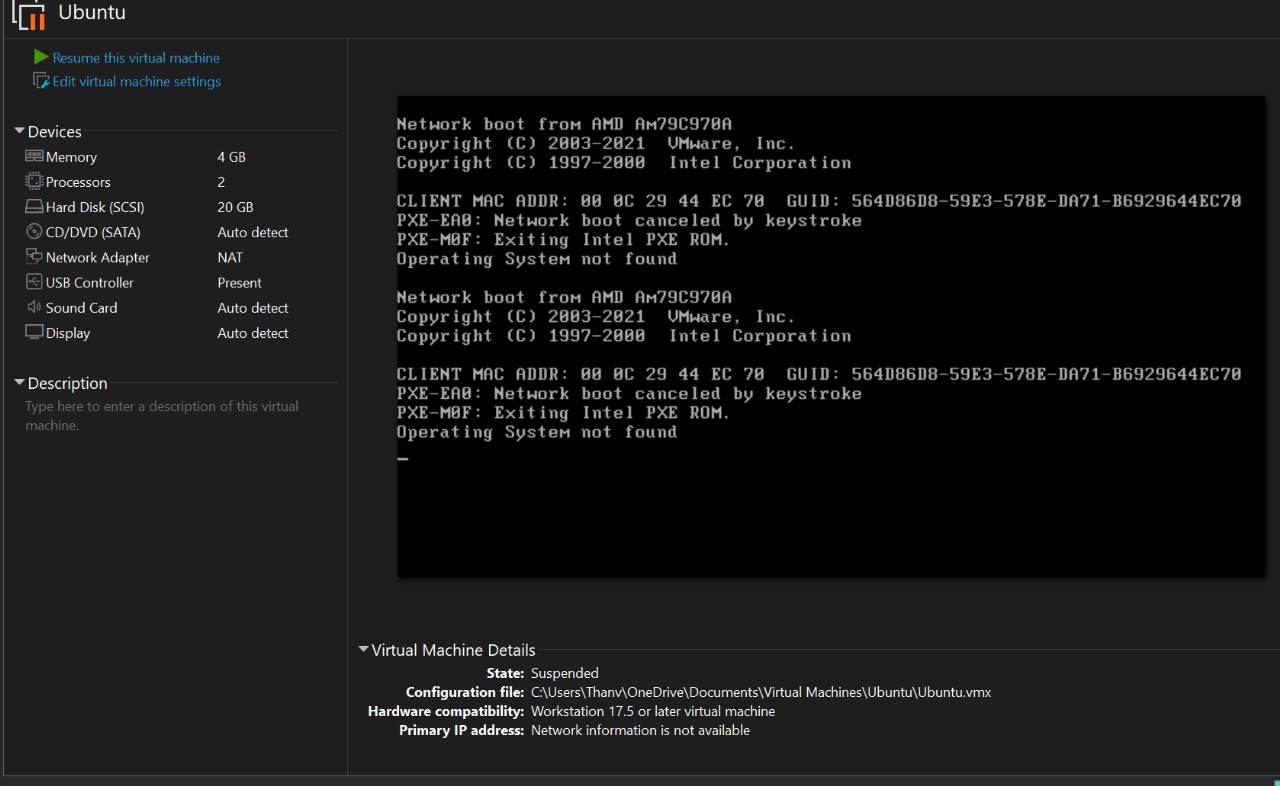 Ubuntu
Resume this virtual machine
Edit virtual machine settings
Devices
Memory 4 GB
Processors 2
Hard Disk (SCSI) 20 GB
CD/DVD (SATA) Auto detect
Network Adapter NAT
USB Controller Present
Sound Card Auto detect
Display Auto detect
Description
Type here to enter a description of this virtual
machine.
Network boot from AMD Am79C970A
Copyright (C) 2003-2021 VMware, Inc.
Copyright (C) 1997-2000 Intel Corporation
CLIENT MAC ADDR: 00 0C 29 44 EC 70 GUID: 564D86D8-59E3-578E-DA71-B6929644EC70
PXE-EA0: Network boot canceled by keystroke
PXE-M0F: Exiting Intel PXE ROM.
Operating System not found
Network boot from AMD Am79C970A
Copyright (C) 2003-2021 VMware, Inc.
Copyright (C) 1997-2000 Intel Corporation
CLIENT MAC ADDR: 00 0C 29 44 EC 70 GUID: 564D86D8-59E3-578E-DA71-B6929644EC70
PXE-EA0: Network boot canceled by keystroke
PXE-M0F: Exiting Intel PXE ROM.
Operating System not found
Virtual Machine Details
State: Suspended
Configuration file: C:\Users\Thanv\OneDrive\Documents\Virtual Machines\Ubuntu\Ubuntu.vmx
Hardware compatibility: Workstation 17.5 or later virtual machine
Primary IP address: Network information is not available